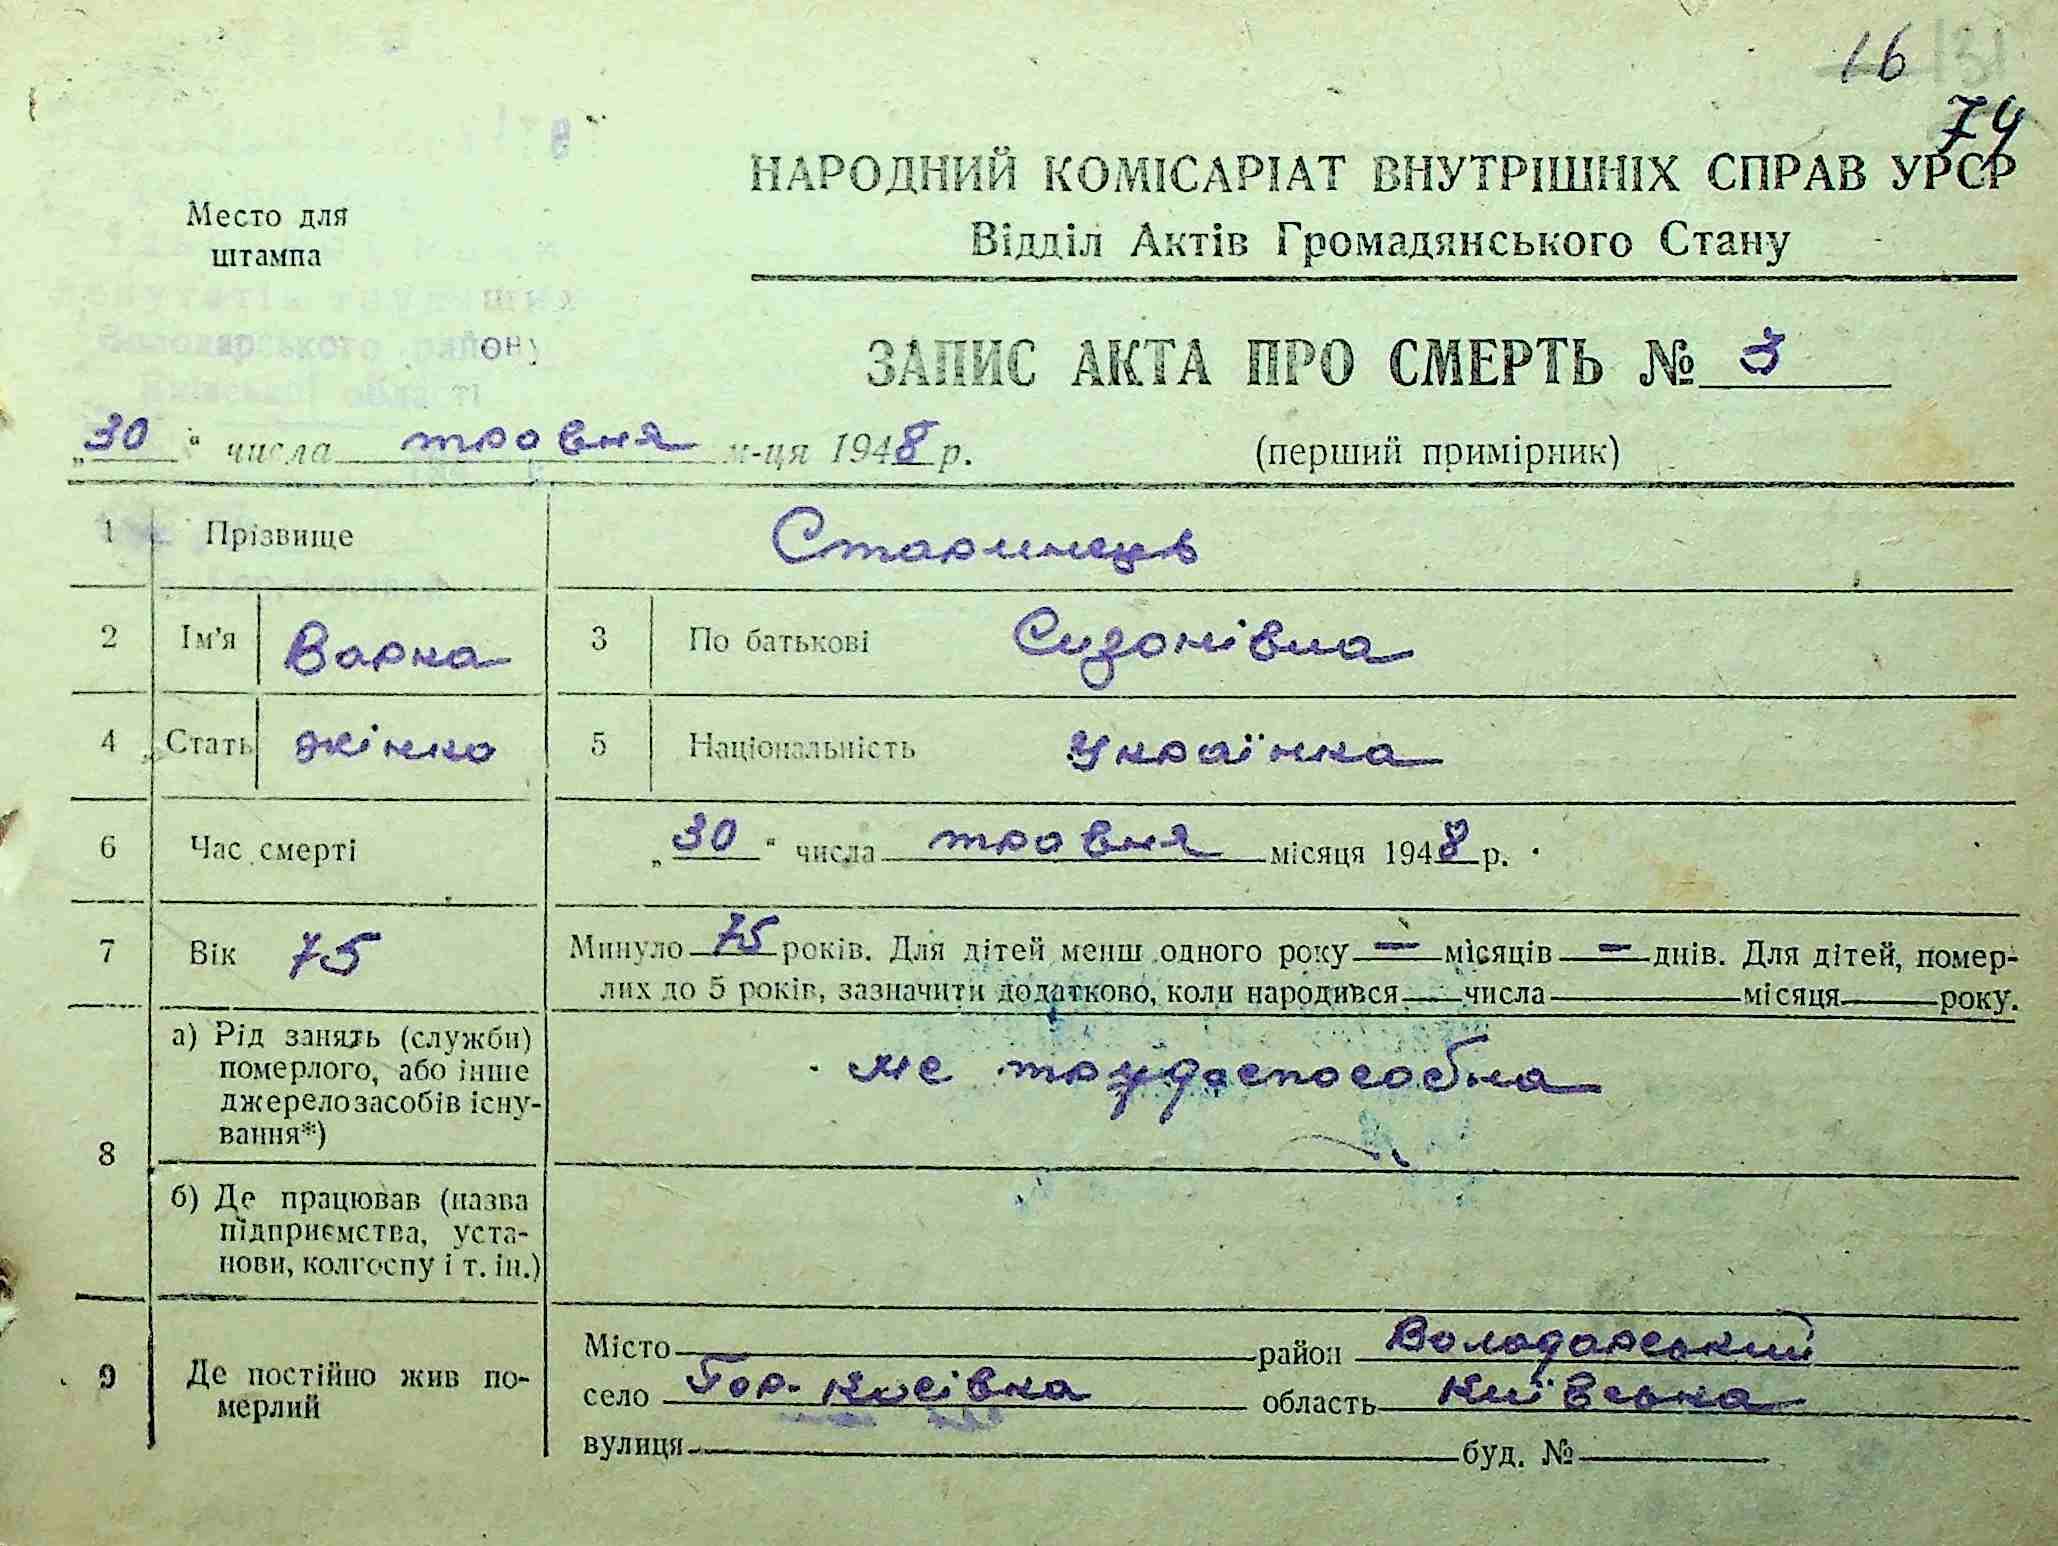 16
74
Место для
штампа
НАРОДНИЙ КОМІСАРІАТ ВНУТРІШНІХ СПРАВ УРСР
Відділ Актів Громадянського Стану
ЗАПИС АКТА ПРО СМЕРТЬ № 3
„30“ числа травня м-ця 1948 р.
(перший примірник)
1 Прізвище Старинець
2 Ім'я Варка 3 По батькові Сизонівна
4 Стать жінка 5 Національність Українка
6 Час смерті „30“ числа травня місяця 1948 р.
7 Вік 75 Минуло 75 років. Для дітей менш одного року — місяців — днів. Для дітей, помер-
лих до 5 років, зазначити додатково, коли народився числа місяця року.
8
а) Рід занять (служби)
померлого, або інше
джерело засобів існу-
вання*)
не трудоспособна
б) Де працював (назва
підприємства, уста-
нови, колгоспу і т. ін.)
9 Де постійно жив по-
мерлий
Місто район Володарський
село Гор-Косівка область Київська
вулиця буд. №